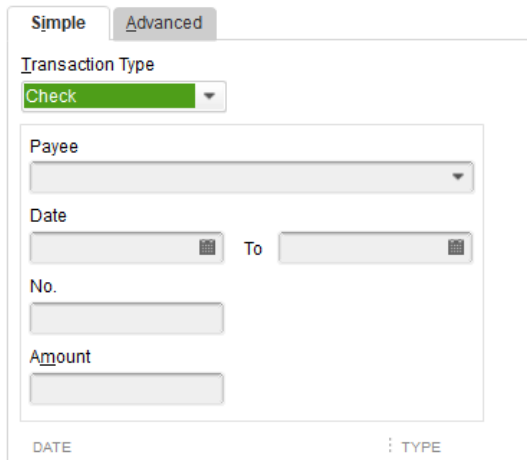 Simple Advanced
Transaction Type
Check
Payee
Date
To
No.
Amount
DATE TYPE